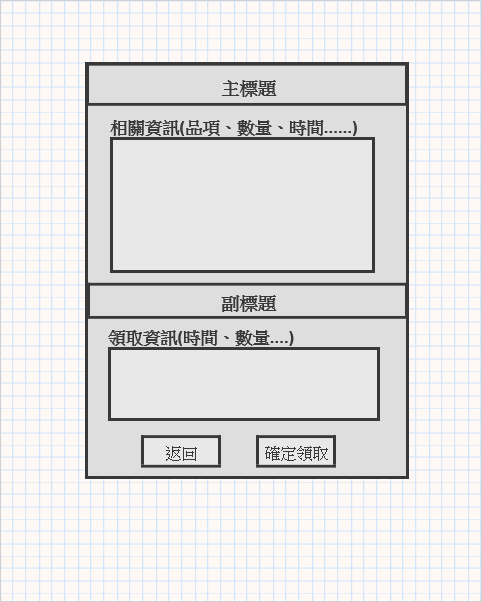 主標題
相關資訊(品項、數量、時間......)
副標題
領取資訊(時間、數量....)
返回
確定領取